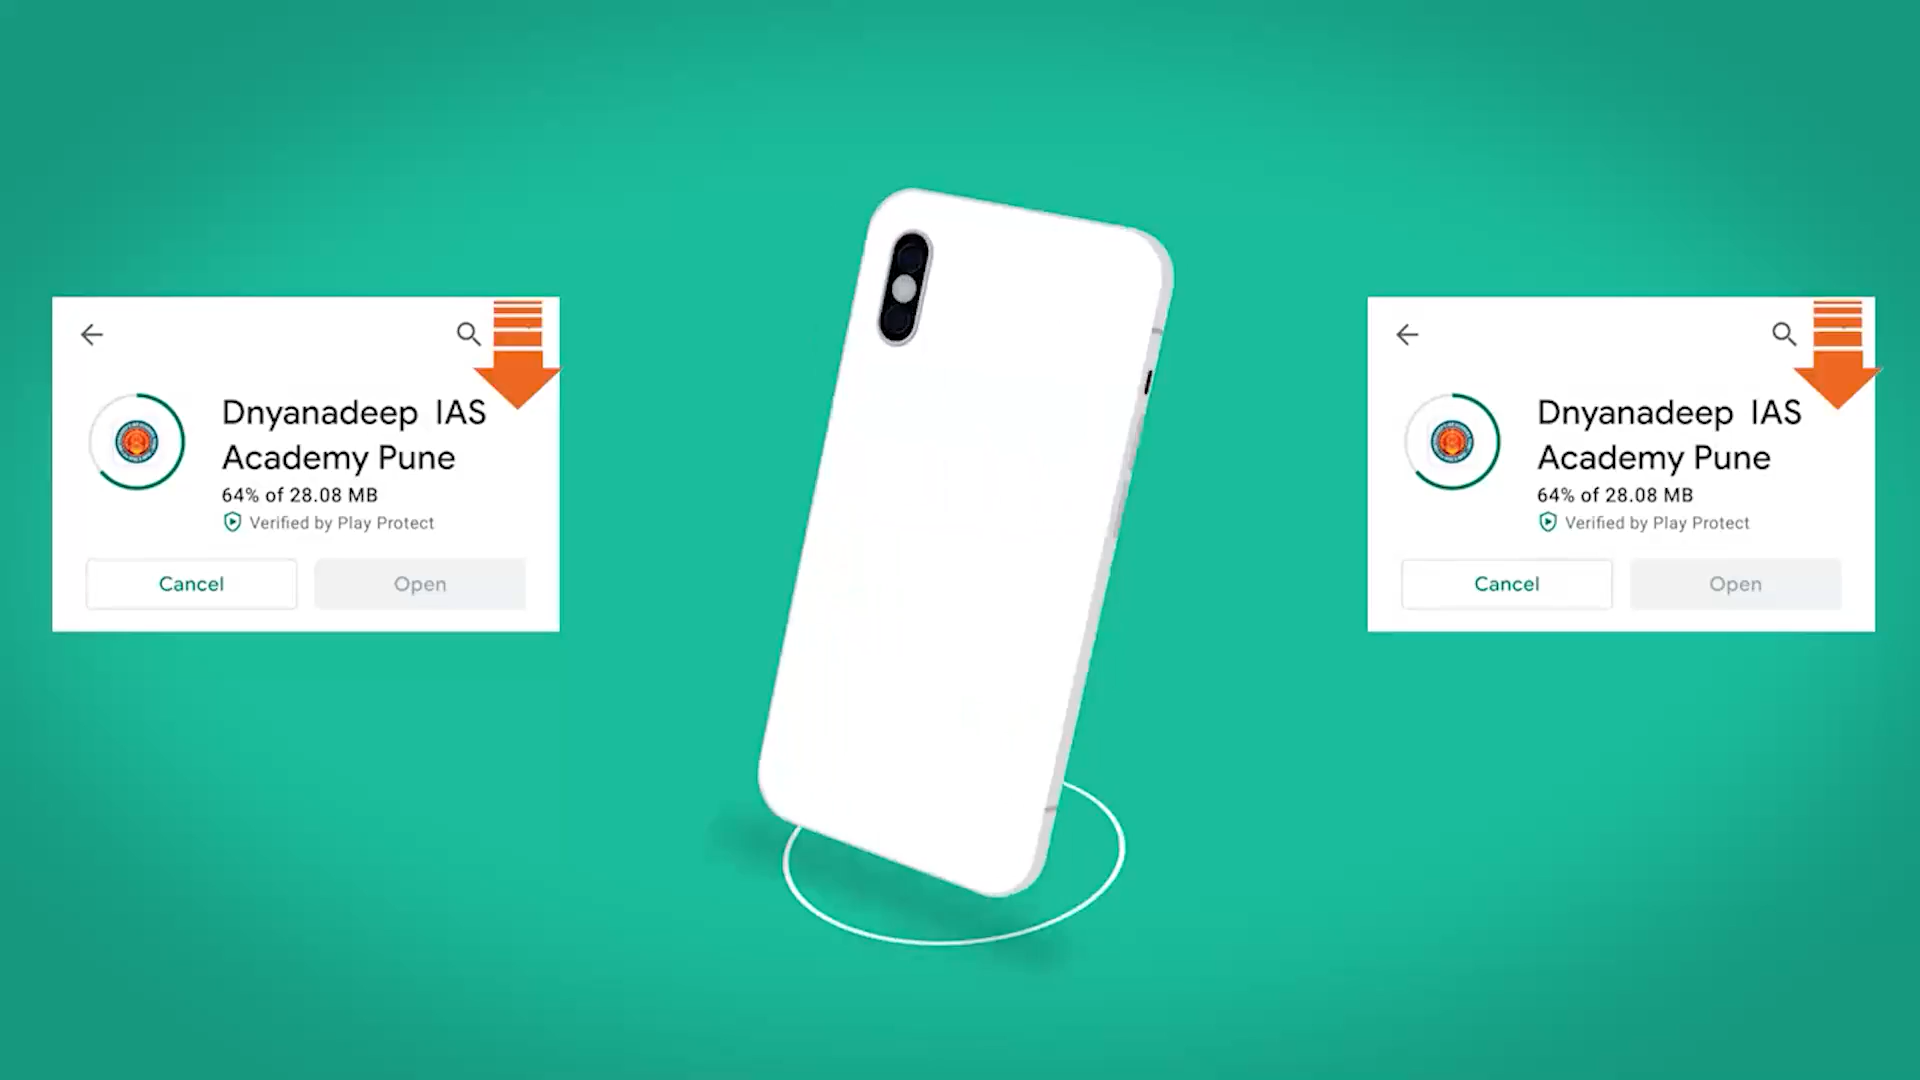 Dnyanadeep IAS
Academy Pune
64% of 28.08 MB
Verified by Play Protect
Cancel
Open
Dnyanadeep IAS
Academy Pune
64% of 28.08 MB
Verified by Play Protect
Cancel
Open